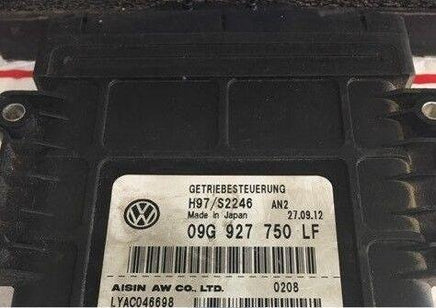 GETRIEBESTEUERUNG
H97/S2246 AN2
Made in Japan 27.09.12
09G 927 750 LF
AISIN AW CO., LTD. 0208
LYAC046698